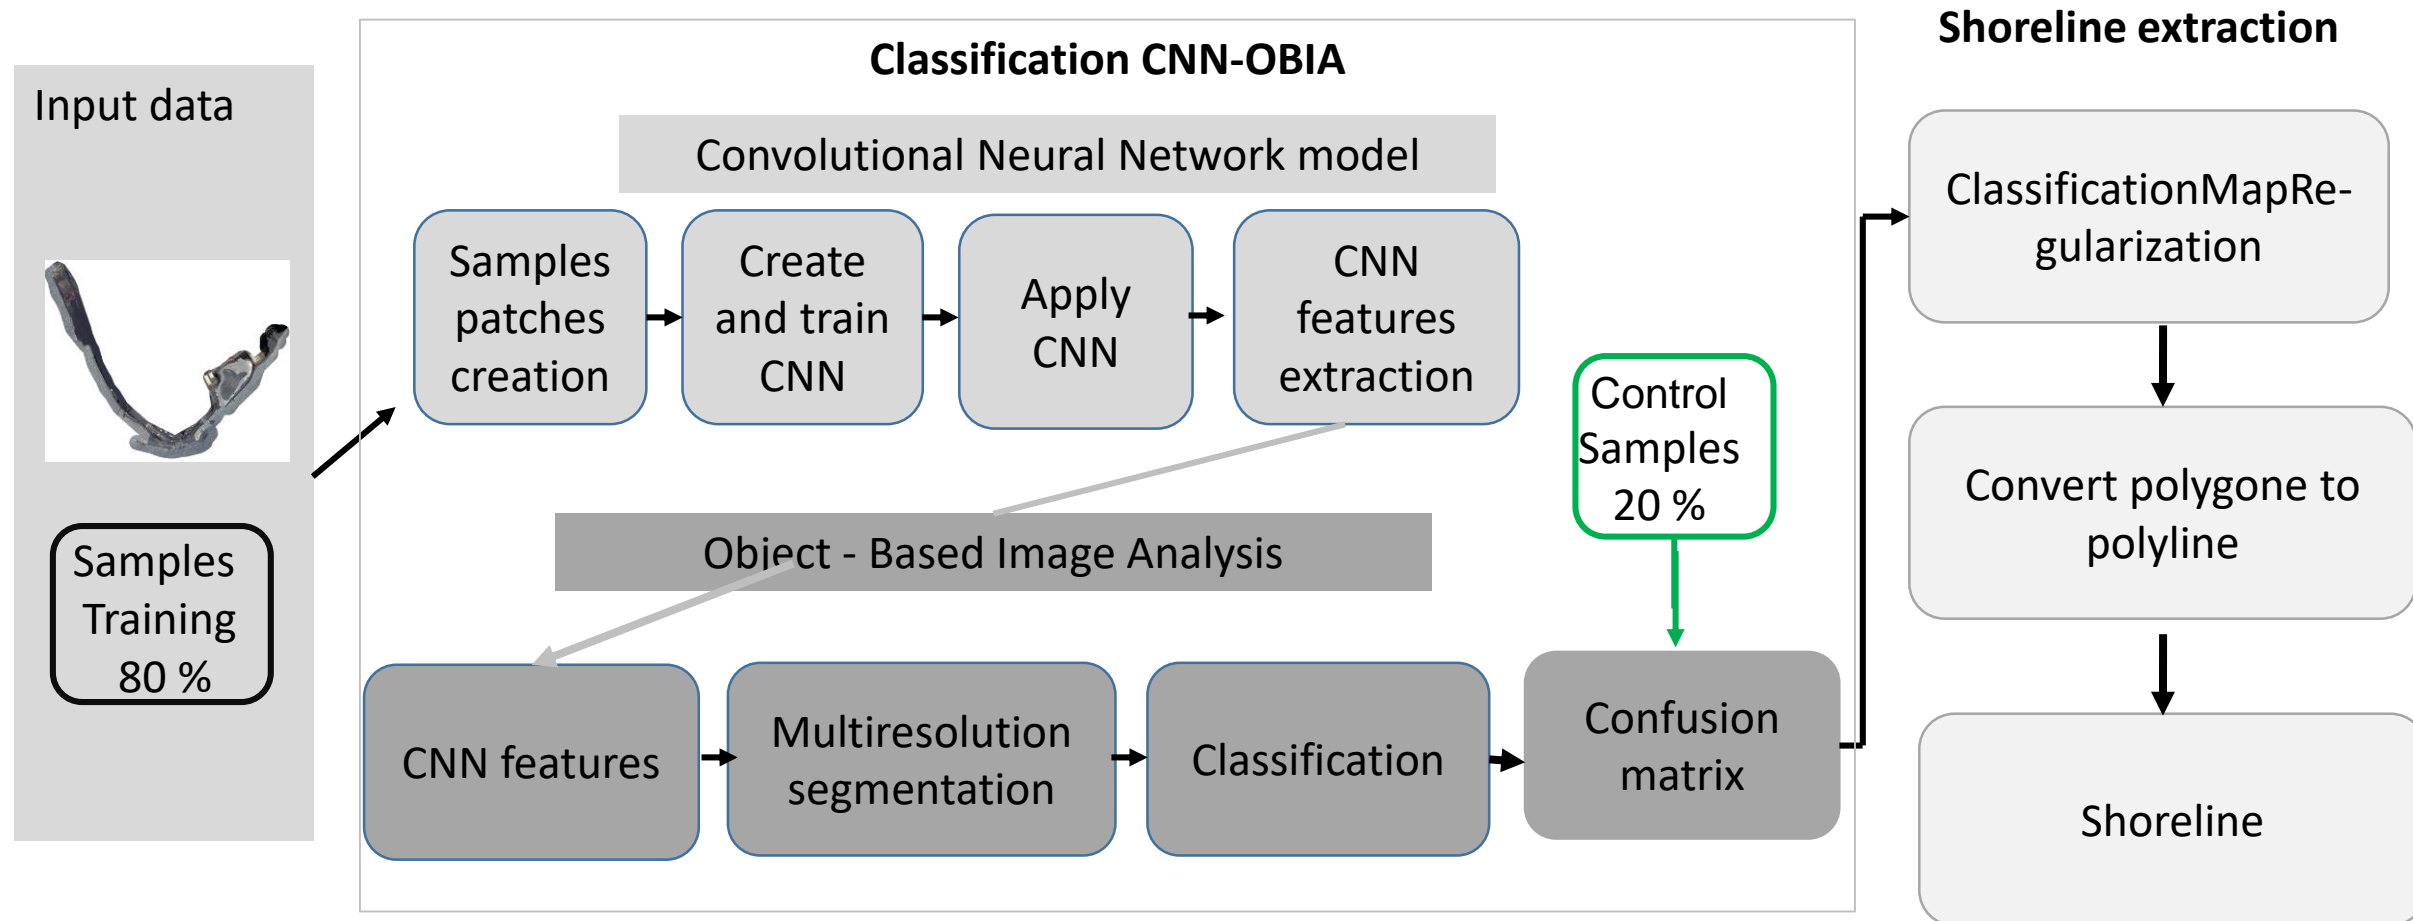 Input data
Samples
Training
80 %
Classification CNN-OBIA
Convolutional Neural Network model
Samples
patches
creation
Create
and train
CNN
Apply
CNN
CNN
features
extraction
Control
Samples
20 %
Object - Based Image Analysis
CNN features
Multiresolution
segmentation
Classification
Confusion
matrix
Shoreline extraction
ClassificationMapRe-
gularization
Convert polygone to
polyline
Shoreline